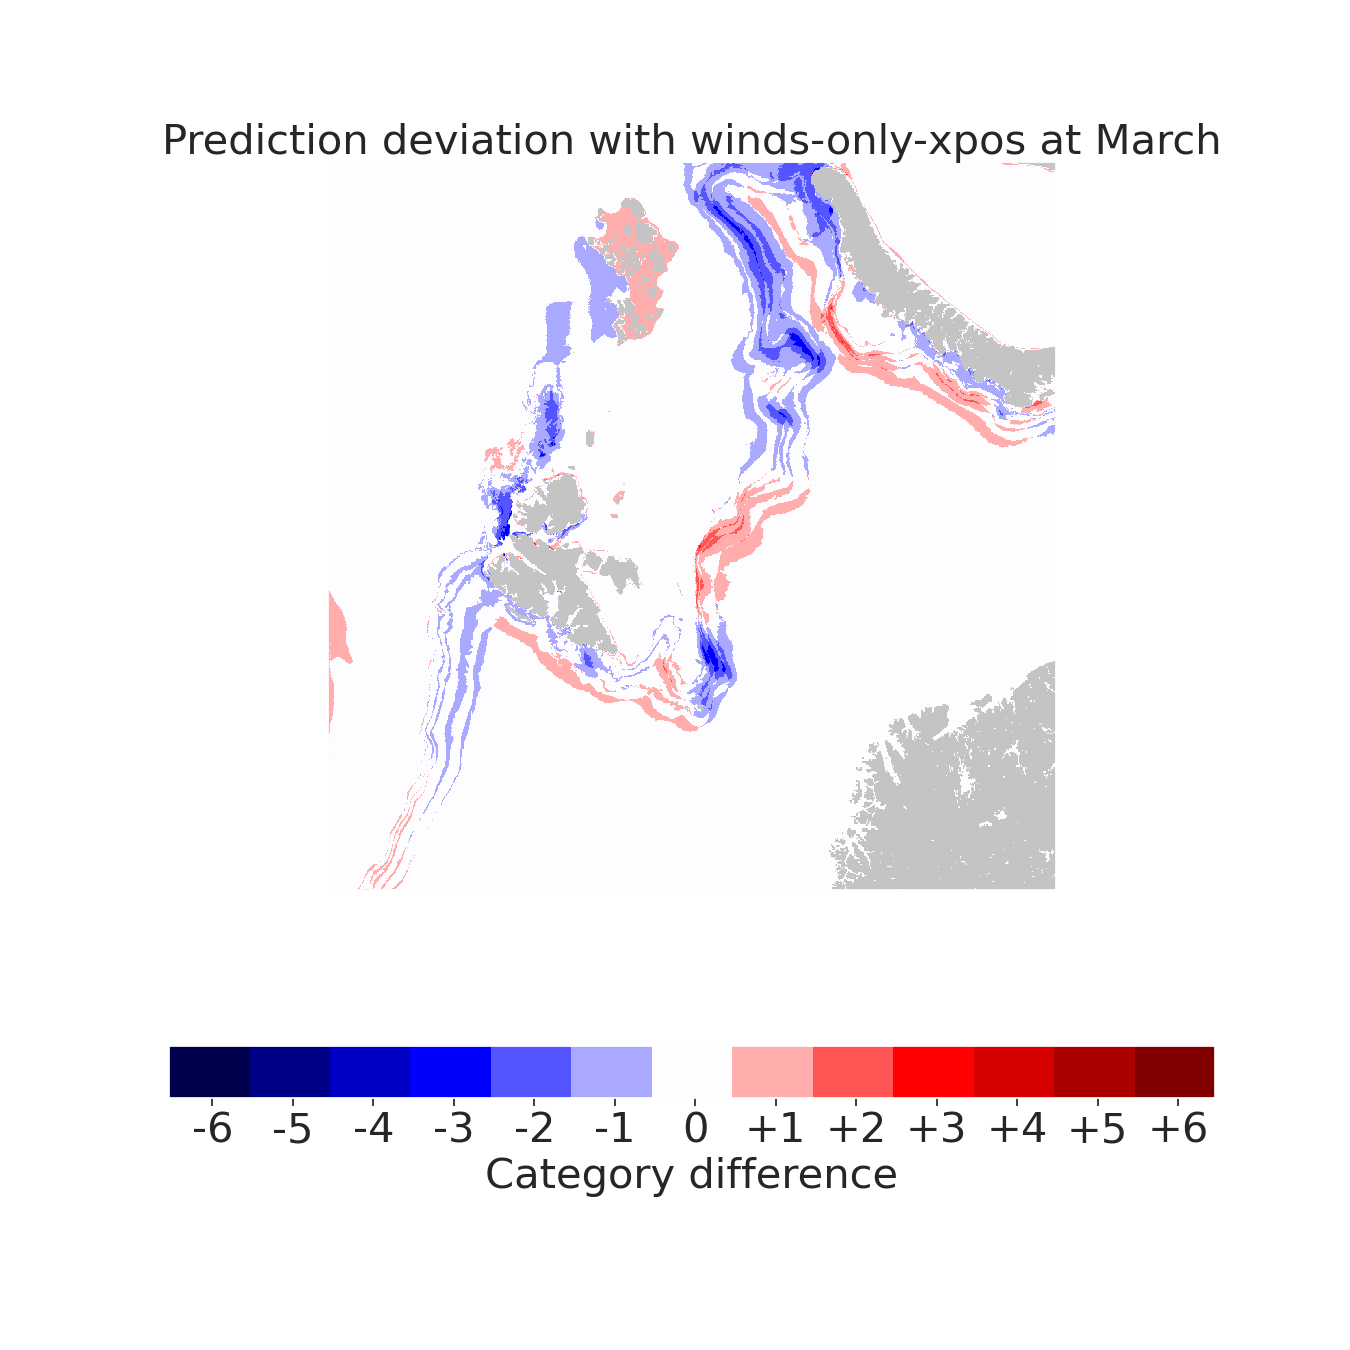 Prediction deviation with winds-only-xpos at March
-6 -5 -4 -3 -2 -1 0 +1 +2 +3 +4 +5 +6
Category difference